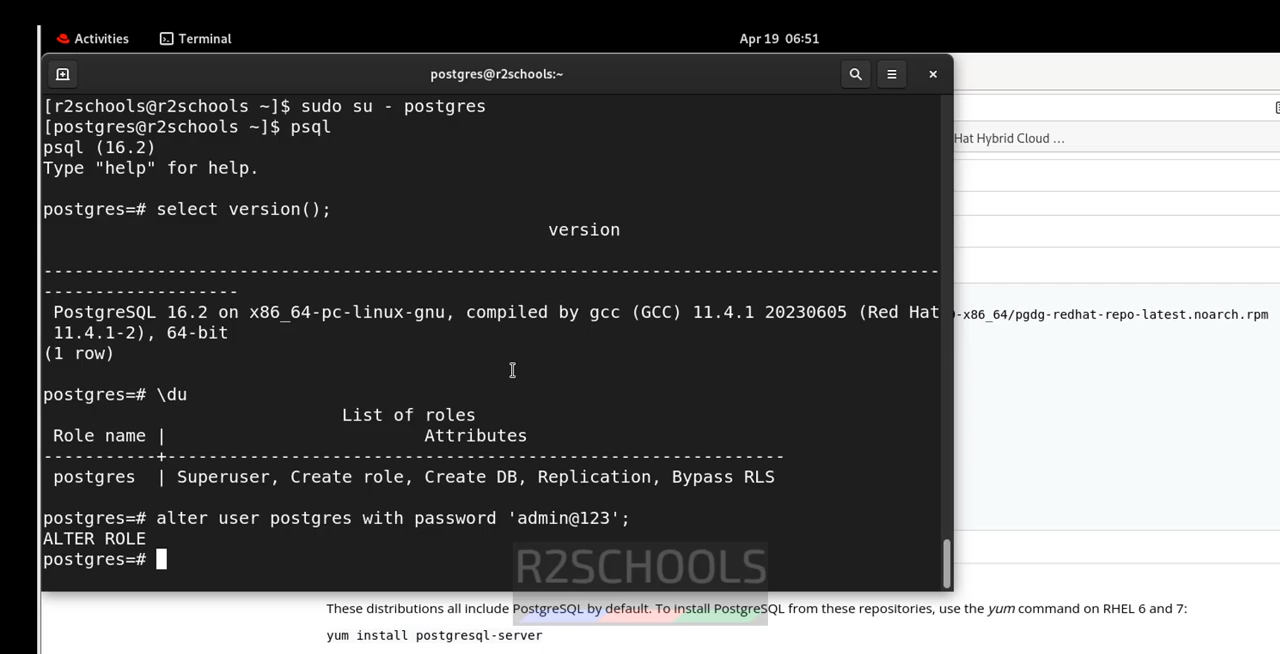 Activities
Terminal
Apr 19 06:51
postgres@r2schools:~
[r2schools@r2schools ~]$ sudo su - postgres
[postgres@r2schools ~]$ psql
psql (16.2)
Type "help" for help.
postgres=# select version();
version
--------------------------------------------------------------------------------------
-------------------
PostgreSQL 16.2 on x86_64-pc-linux-gnu, compiled by gcc (GCC) 11.4.1 20230605 (Red Hat
11.4.1-2), 64-bit
(1 row)
postgres=# \du
List of roles
Role name | Attributes
-----------+------------------------------------------------------------
postgres | Superuser, Create role, Create DB, Replication, Bypass RLS
postgres=# alter user postgres with password 'admin@123';
ALTER ROLE
postgres=#
Hat Hybrid Cloud …
-x86_64/pgdg-redhat-repo-latest.noarch.rpm
R2SCHOOLS
These distributions all include PostgreSQL by default. To install PostgreSQL from these repositories, use the yum command on RHEL 6 and 7:
yum install postgresql-server